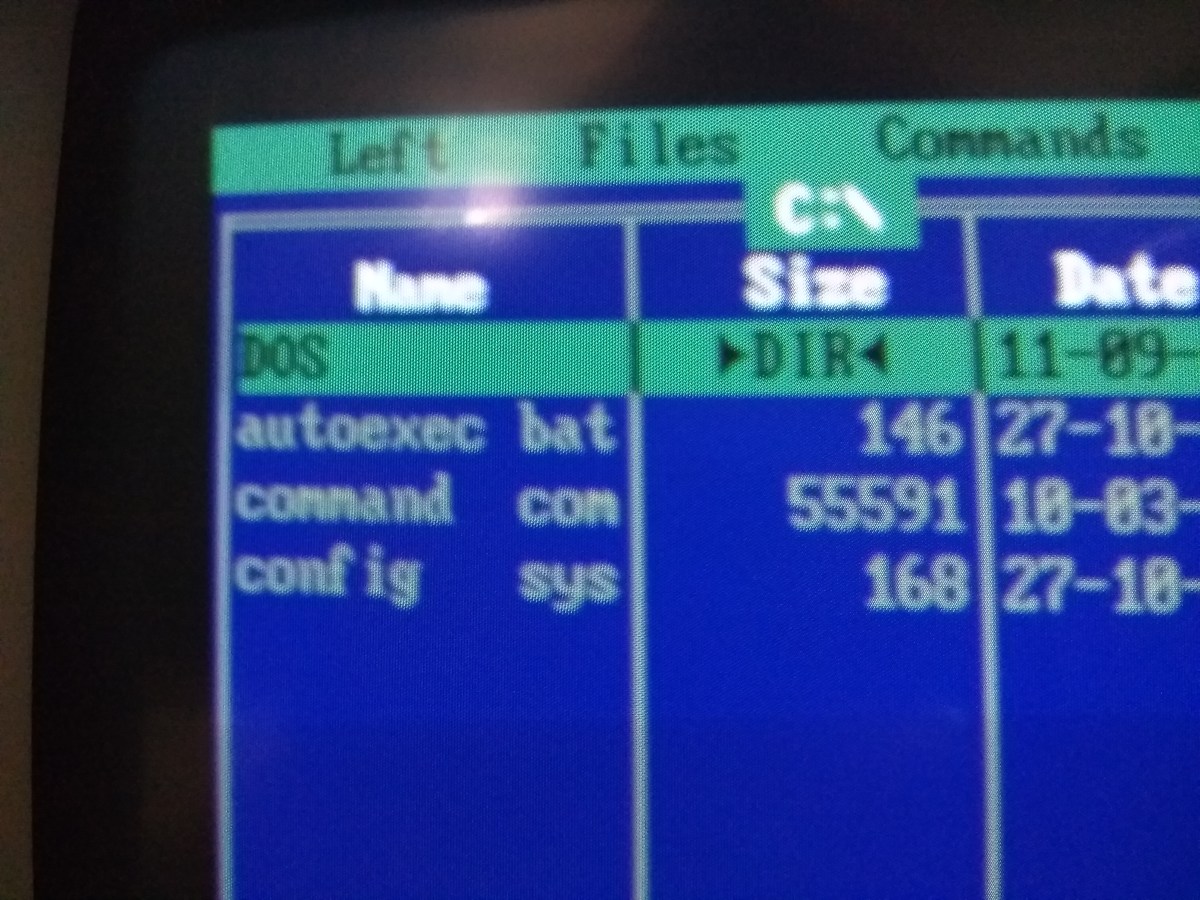 Left Files Commands
C:\
Name Size Date
DOS ►DIR◄ 11-09-
autoexec bat 146 27-10-
command com 55591 10-03-
config sys 168 27-10-